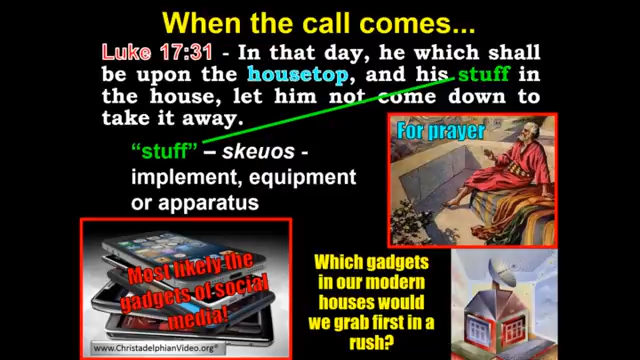 When the call comes...
Luke 17:31 - In that day, he which shall
be upon the housetop, and his stuff in
the house, let him not come down to
take it away.
For prayer
“stuff” – skeuos -
implement, equipment
or apparatus
Most likely the
gadgets of social
media!
www.ChristadelphianVideo.org®
Which gadgets
in our modern
houses would
we grab first in a
rush?